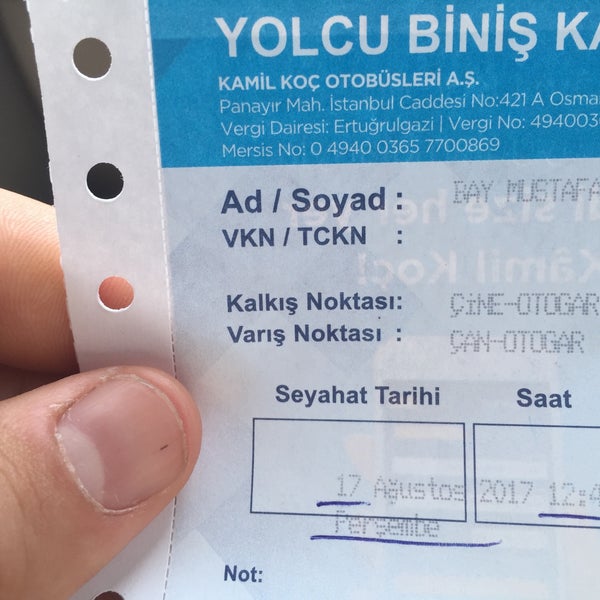 YOLCU BİNİŞ KA
KAMİL KOÇ OTOBÜSLERİ A.Ş.
Panayır Mah. İstanbul Caddesi No:421 A Osma
Vergi Dairesi: Ertuğrulgazi | Vergi No: 494003
Mersis No: 0 4940 0365 7700869
Ad / Soyad : BAY MUSTAFA
VKN / TCKN :
Kalkış Noktası: ÇİNE-OTOGAR
Varış Noktası : ÇAN-OTOGAR
Seyahat Tarihi Saat
17 Ağustos 2017 12:4
Perşembe
Not: